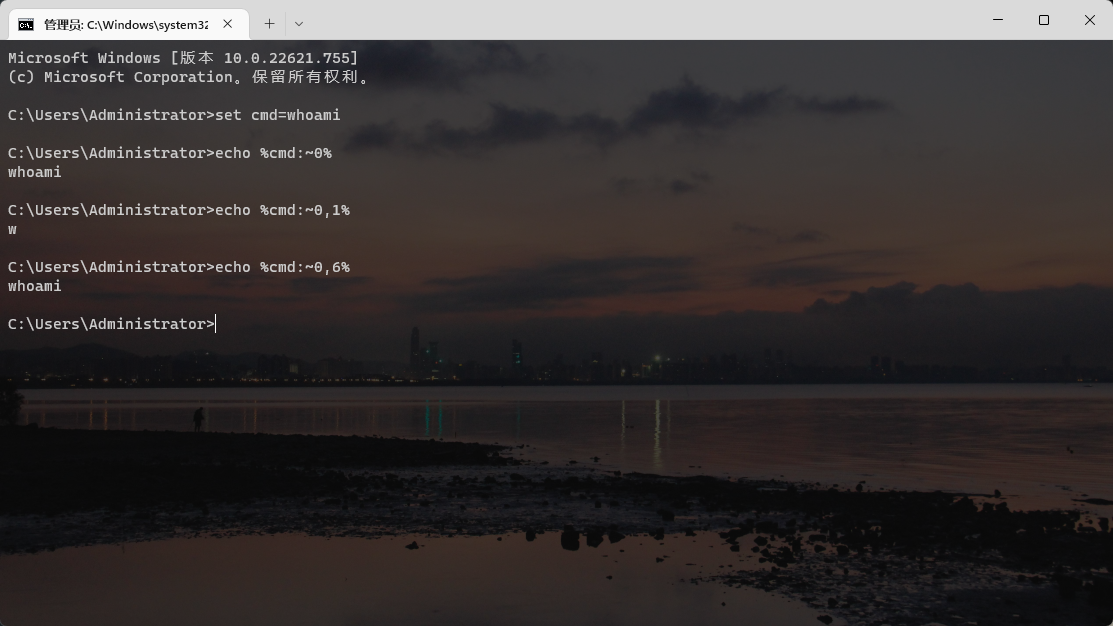 管理员: C:\Windows\system32
Microsoft Windows [版本 10.0.22621.755]
(c) Microsoft Corporation。保留所有权利。
C:\Users\Administrator>set cmd=whoami
C:\Users\Administrator>echo %cmd:~0%
whoami
C:\Users\Administrator>echo %cmd:~0,1%
w
C:\Users\Administrator>echo %cmd:~0,6%
whoami
C:\Users\Administrator>